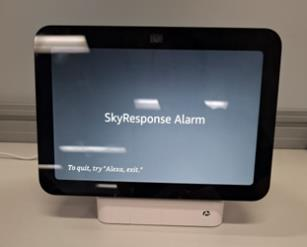 SkyResponse Alarm
To quit, try "Alexa, exit."